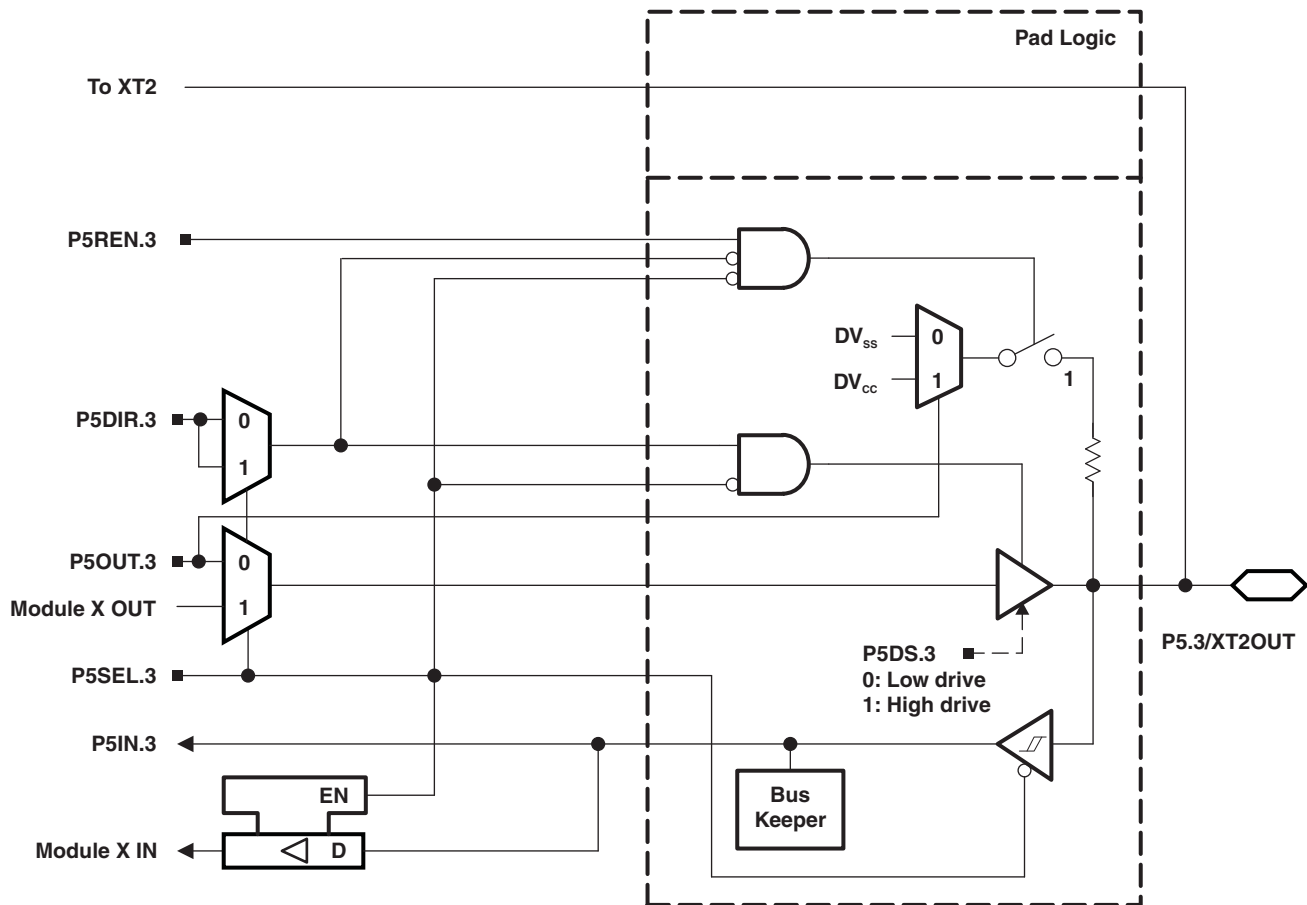 Pad Logic
To XT2
P5REN.3
DVSS
0
DVCC
1
1
P5DIR.3
0
1
P5OUT.3
0
Module X OUT
1
P5DS.3
0: Low drive
1: High drive
P5.3/XT2OUT
P5SEL.3
P5IN.3
EN
Bus
Keeper
Module X IN
D